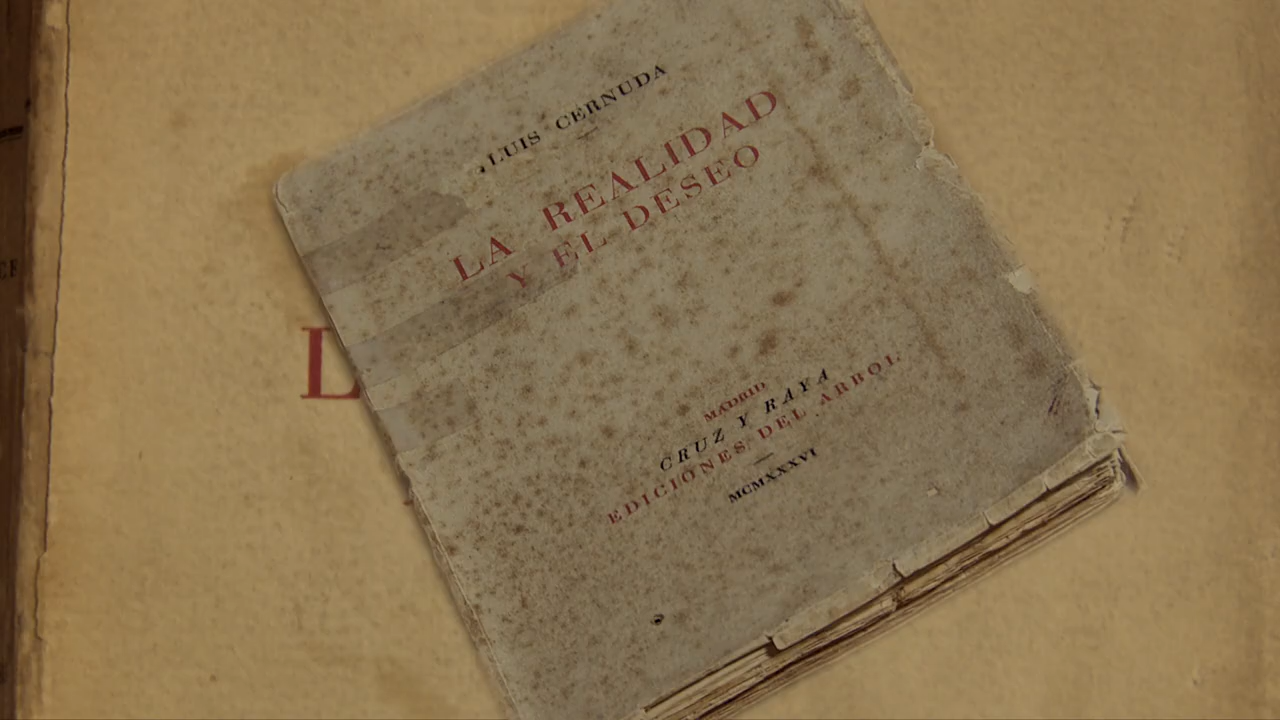 LUIS CERNUDA
LA REALIDAD
Y EL DESEO
MADRID
CRUZ Y RAYA
EDICIONES DEL ARBOL
MCMXXXVI